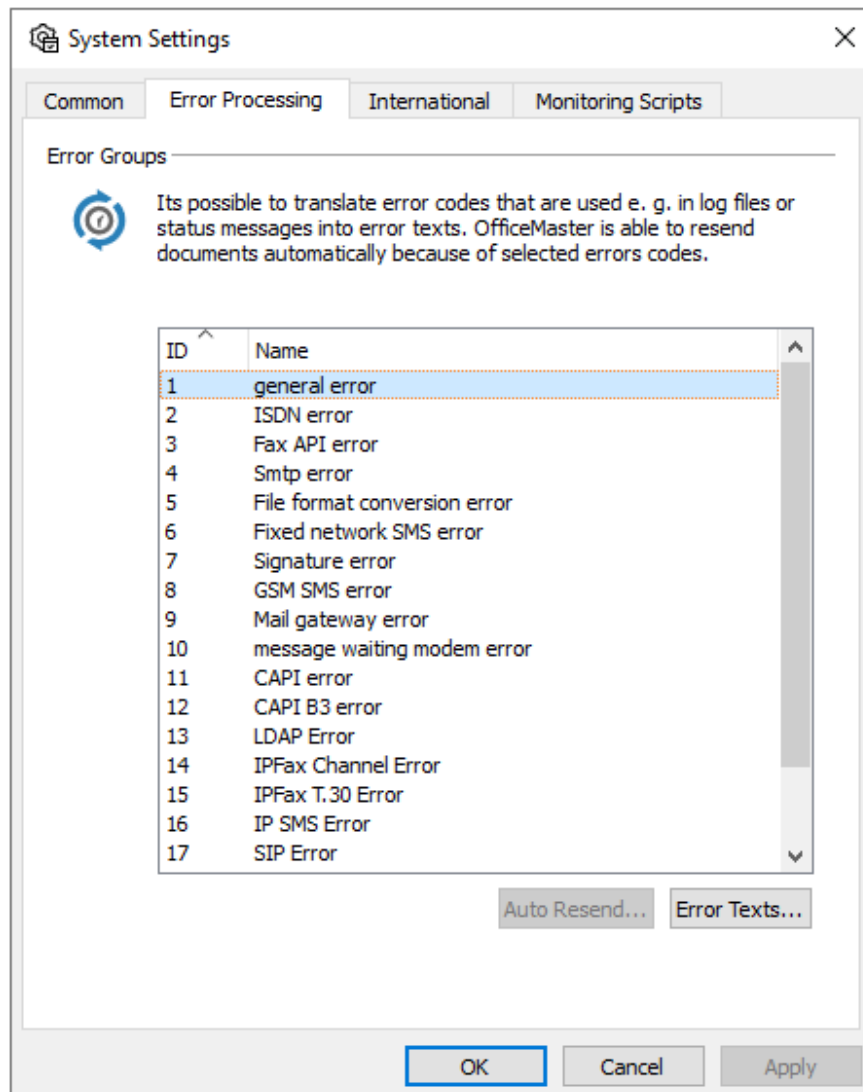 System Settings
Common Error Processing International Monitoring Scripts
Error Groups
Its possible to translate error codes that are used e. g. in log files or
status messages into error texts. OfficeMaster is able to resend
documents automatically because of selected errors codes.
ID Name
1 general error
2 ISDN error
3 Fax API error
4 Smtp error
5 File format conversion error
6 Fixed network SMS error
7 Signature error
8 GSM SMS error
9 Mail gateway error
10 message waiting modem error
11 CAPI error
12 CAPI B3 error
13 LDAP Error
14 IPFax Channel Error
15 IPFax T.30 Error
16 IP SMS Error
17 SIP Error
Auto Resend... Error Texts...
OK Cancel Apply